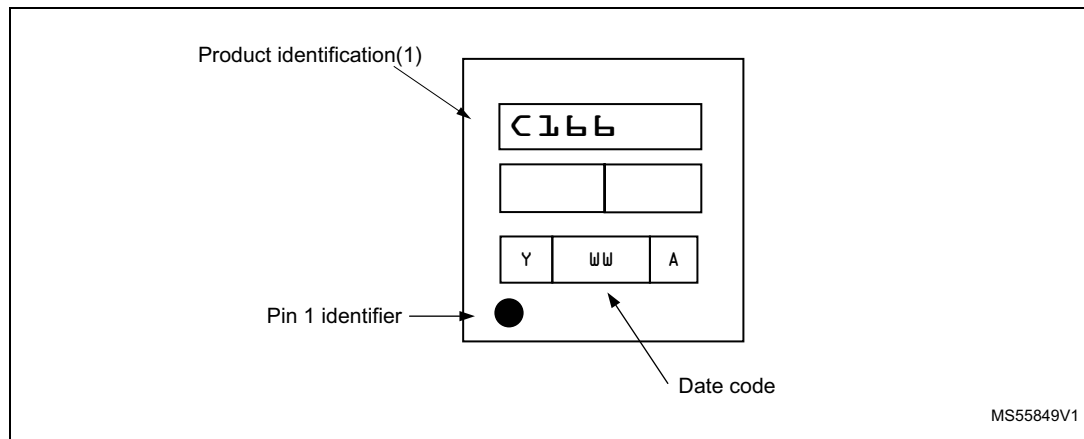 Product identification(1)
C166
Y WW A
Pin 1 identifier
Date code
MS55849V1